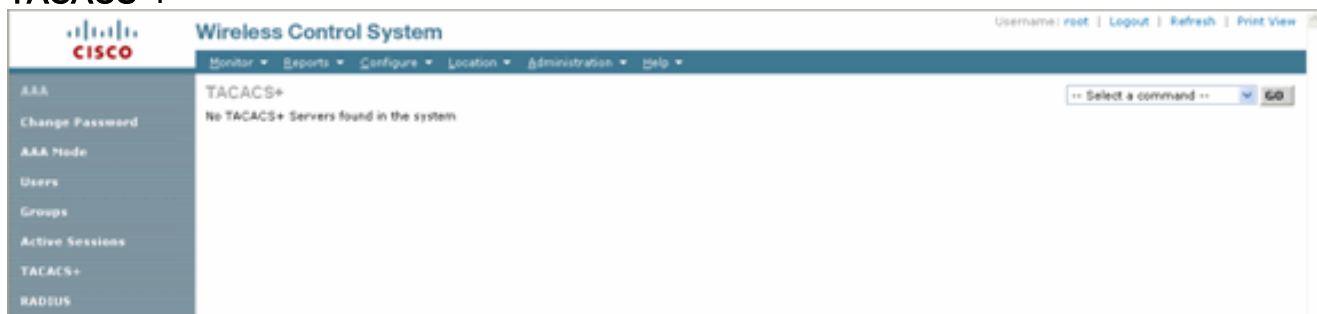 TACACS +
CISCO
Wireless Control System
Username: root | Logout | Refresh | Print View
Monitor Reports Configure Location Administration Help
AAA
Change Password
AAA Mode
Users
Groups
Active Sessions
TACACS+
RADIUS
TACACS+
-- Select a command -- GO
No TACACS+ Servers found in the system